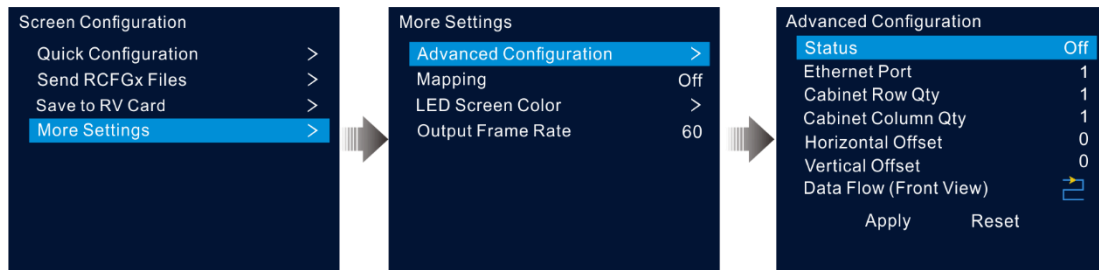 Screen Configuration
Quick Configuration >
Send RCFGx Files >
Save to RV Card >
More Settings >
More Settings
Advanced Configuration >
Mapping Off
LED Screen Color >
Output Frame Rate 60
Advanced Configuration
Status Off
Ethernet Port 1
Cabinet Row Qty 1
Cabinet Column Qty 1
Horizontal Offset 0
Vertical Offset 0
Data Flow (Front View)
Apply Reset